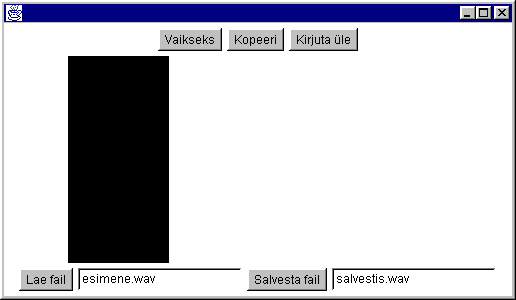 Vaikseks Kopeeri Kirjuta üle
Lae fail esimene.wav Salvesta fail salvestis.wav